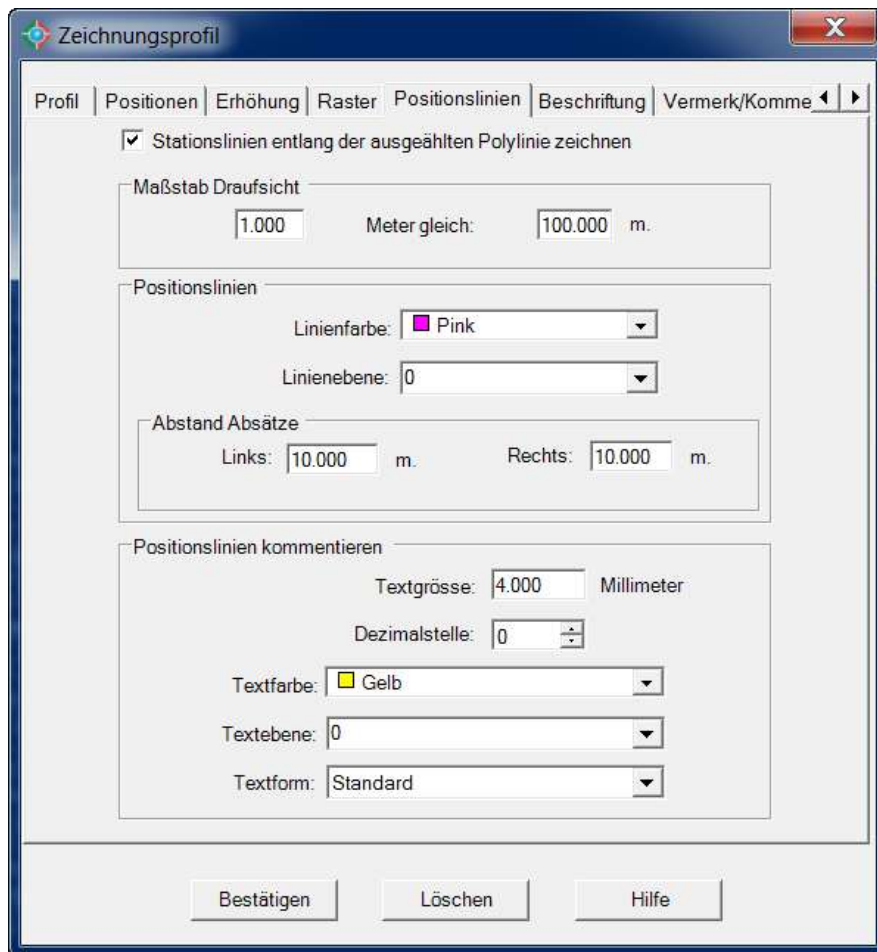 Zeichnungsprofil
Profil Positionen Erhöhung Raster Positionslinien Beschriftung Vermerk/Komme
Stationslinien entlang der ausgeählten Polylinie zeichnen
Maßstab Draufsicht
1.000 Meter gleich: 100.000 m.
Positionslinien
Linienfarbe: Pink
Linienebene: 0
Abstand Absätze
Links: 10.000 m. Rechts: 10.000 m.
Positionslinien kommentieren
Textgrösse: 4.000 Millimeter
Dezimalstelle: 0
Textfarbe: Gelb
Textebene: 0
Textform: Standard
Bestätigen Löschen Hilfe